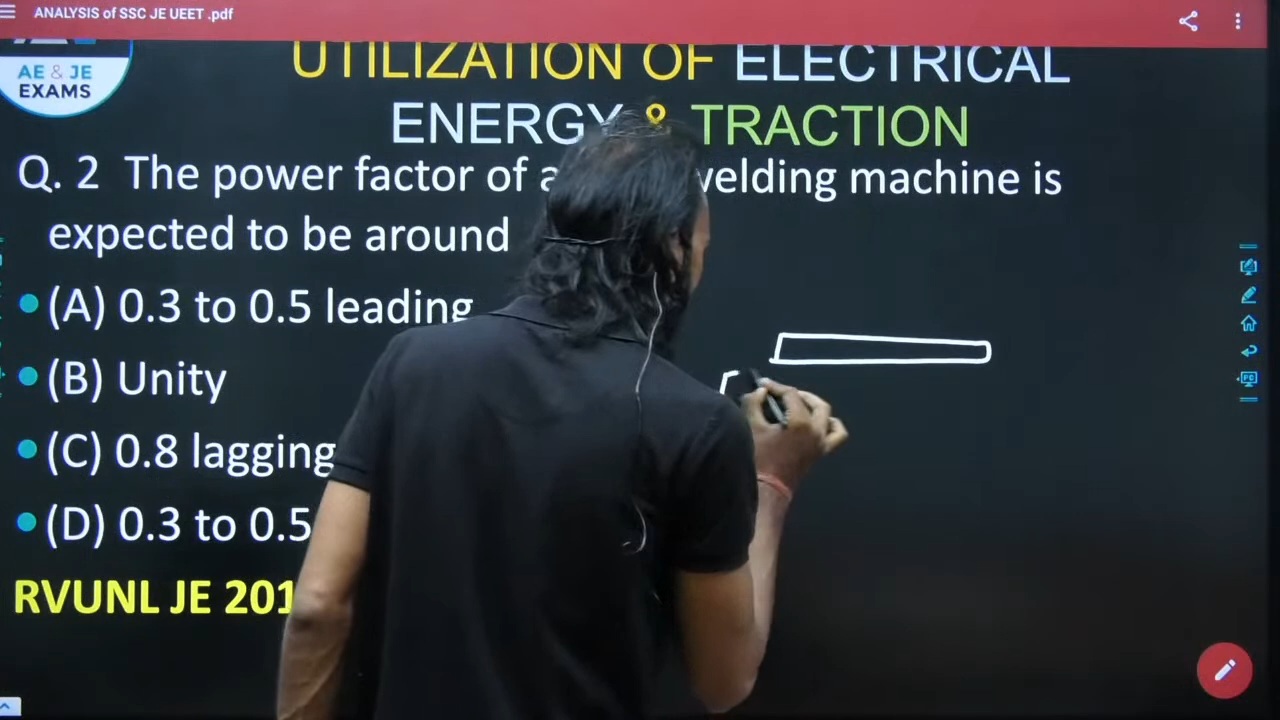 ANALYSIS of SSC JE UEET .pdf
AE & JE
EXAMS
UTILIZATION OF ELECTRICAL
ENERGY & TRACTION
Q. 2 The power factor of a welding machine is
expected to be around
(A) 0.3 to 0.5 leading
(B) Unity
(C) 0.8 lagging
(D) 0.3 to 0.5
RVUNL JE 201